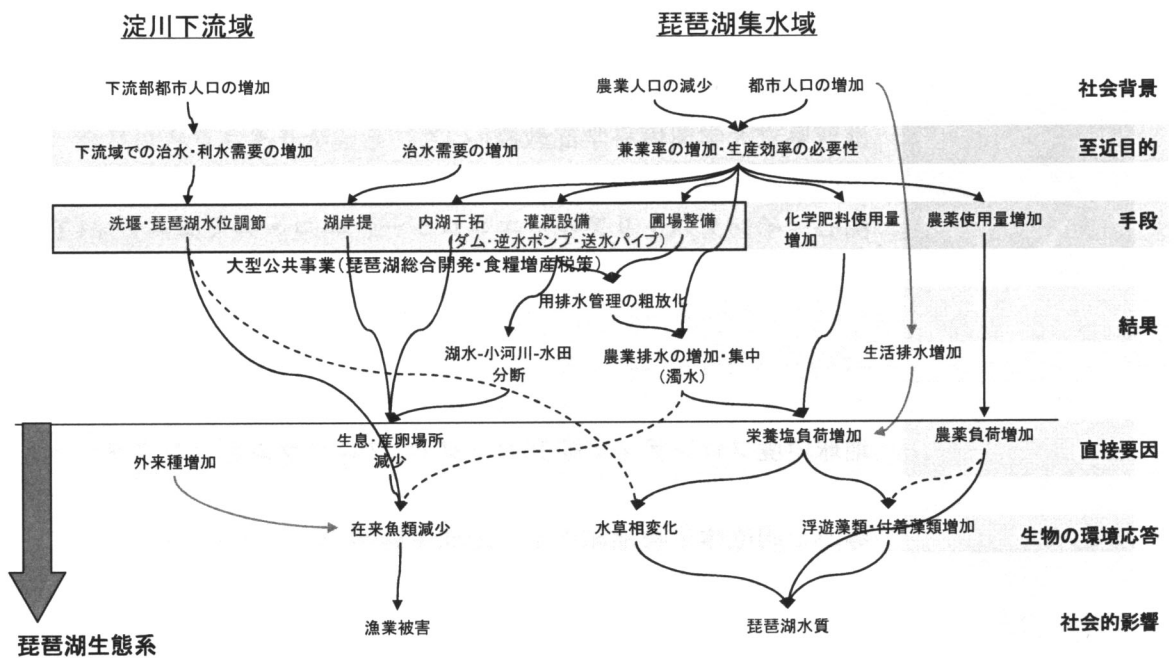 淀川下流域
琵琶湖集水域
下流部都市人口の増加
農業人口の減少
都市人口の増加
社会背景
下流域での治水・利水需要の増加
治水需要の増加
兼業率の増加・生産効率の必要性
至近目的
洗堰・琵琶湖水位調節
湖岸提
内湖干拓
灌漑設備
(ダム・逆水ポンプ・送水パイプ)
圃場整備
化学肥料使用量
増加
農薬使用量増加
手段
大型公共事業(琵琶湖総合開発・食糧増産税策)
用排水管理の粗放化
結果
湖水-小河川-水田
分断
農業排水の増加・集中
(濁水)
生活排水増加
生息・産卵場所
減少
栄養塩負荷増加
農薬負荷増加
直接要因
外来種増加
在来魚類減少
水草相変化
浮遊藻類・付着藻類増加
生物の環境応答
漁業被害
琵琶湖水質
社会的影響
琵琶湖生態系